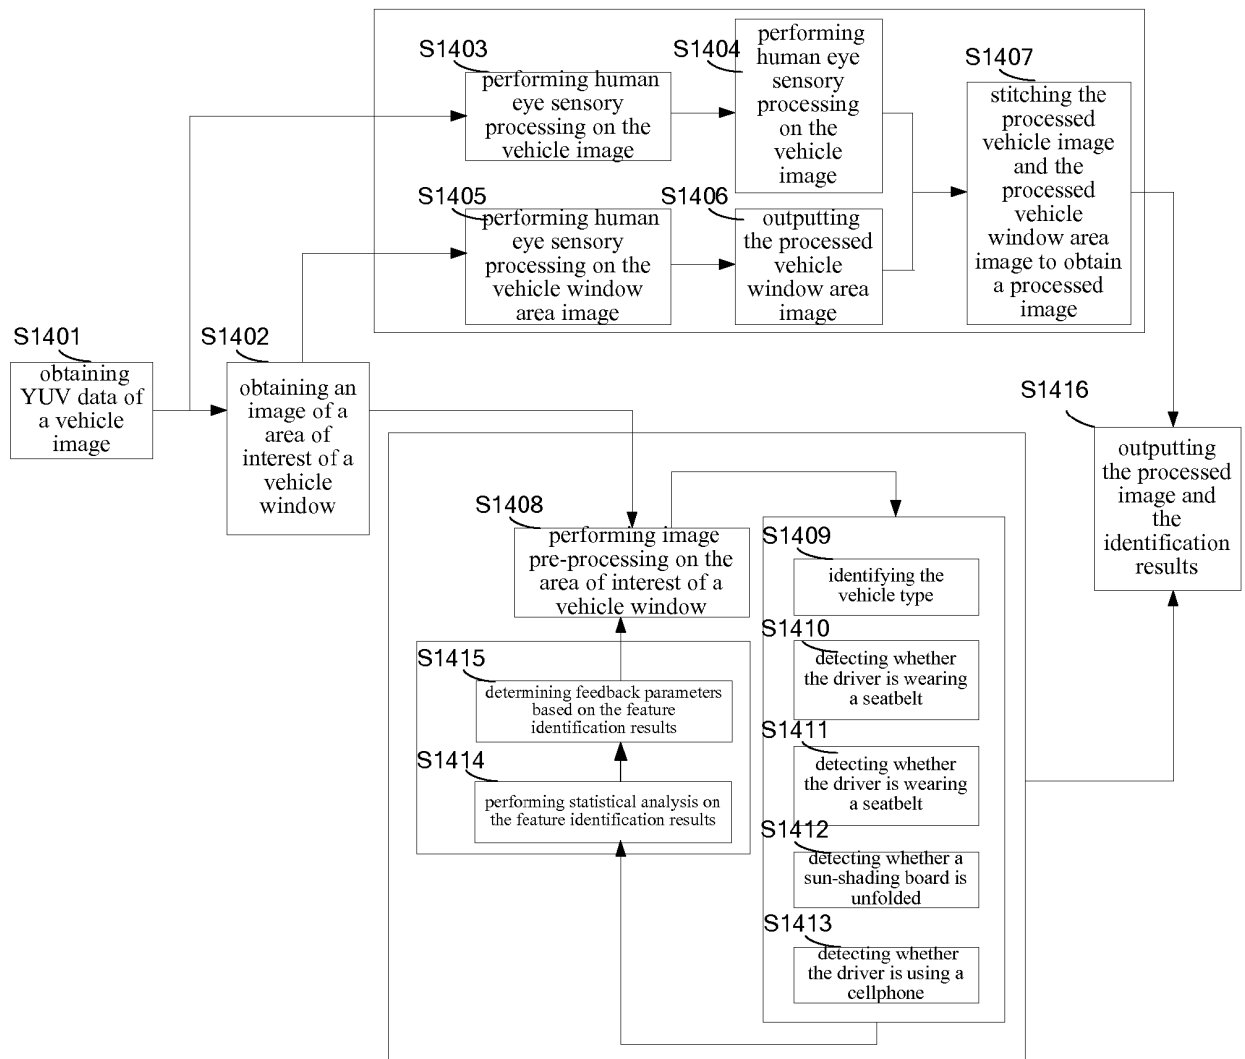 S1401
obtaining
YUV data of
a vehicle
image
S1402
obtaining an
image of a
area of
interest of a
vehicle
window
S1403
performing human
eye sensory
processing on the
vehicle image
S1404
performing
human eye
sensory
processing
on the
vehicle
image
S1405
performing human
eye sensory
processing on the
vehicle window
area image
S1406
outputting
the processed
vehicle
window area
image
S1407
stitching the
processed
vehicle image
and the
processed
vehicle
window area
image to obtain
a processed
image
S1408
performing image
pre-processing on the
area of interest of a
vehicle window
S1409
identifying the
vehicle type
S1410
detecting whether
the driver is wearing
a seatbelt
S1411
detecting whether
the driver is wearing
a seatbelt
S1412
detecting whether a
sun-shading board is
unfolded
S1413
detecting whether
the driver is using a
cellphone
S1414
performing statistical analysis on
the feature identification results
S1415
determining feedback parameters
based on the feature
identification results
S1416
outputting
the processed
image and
the
identification
results